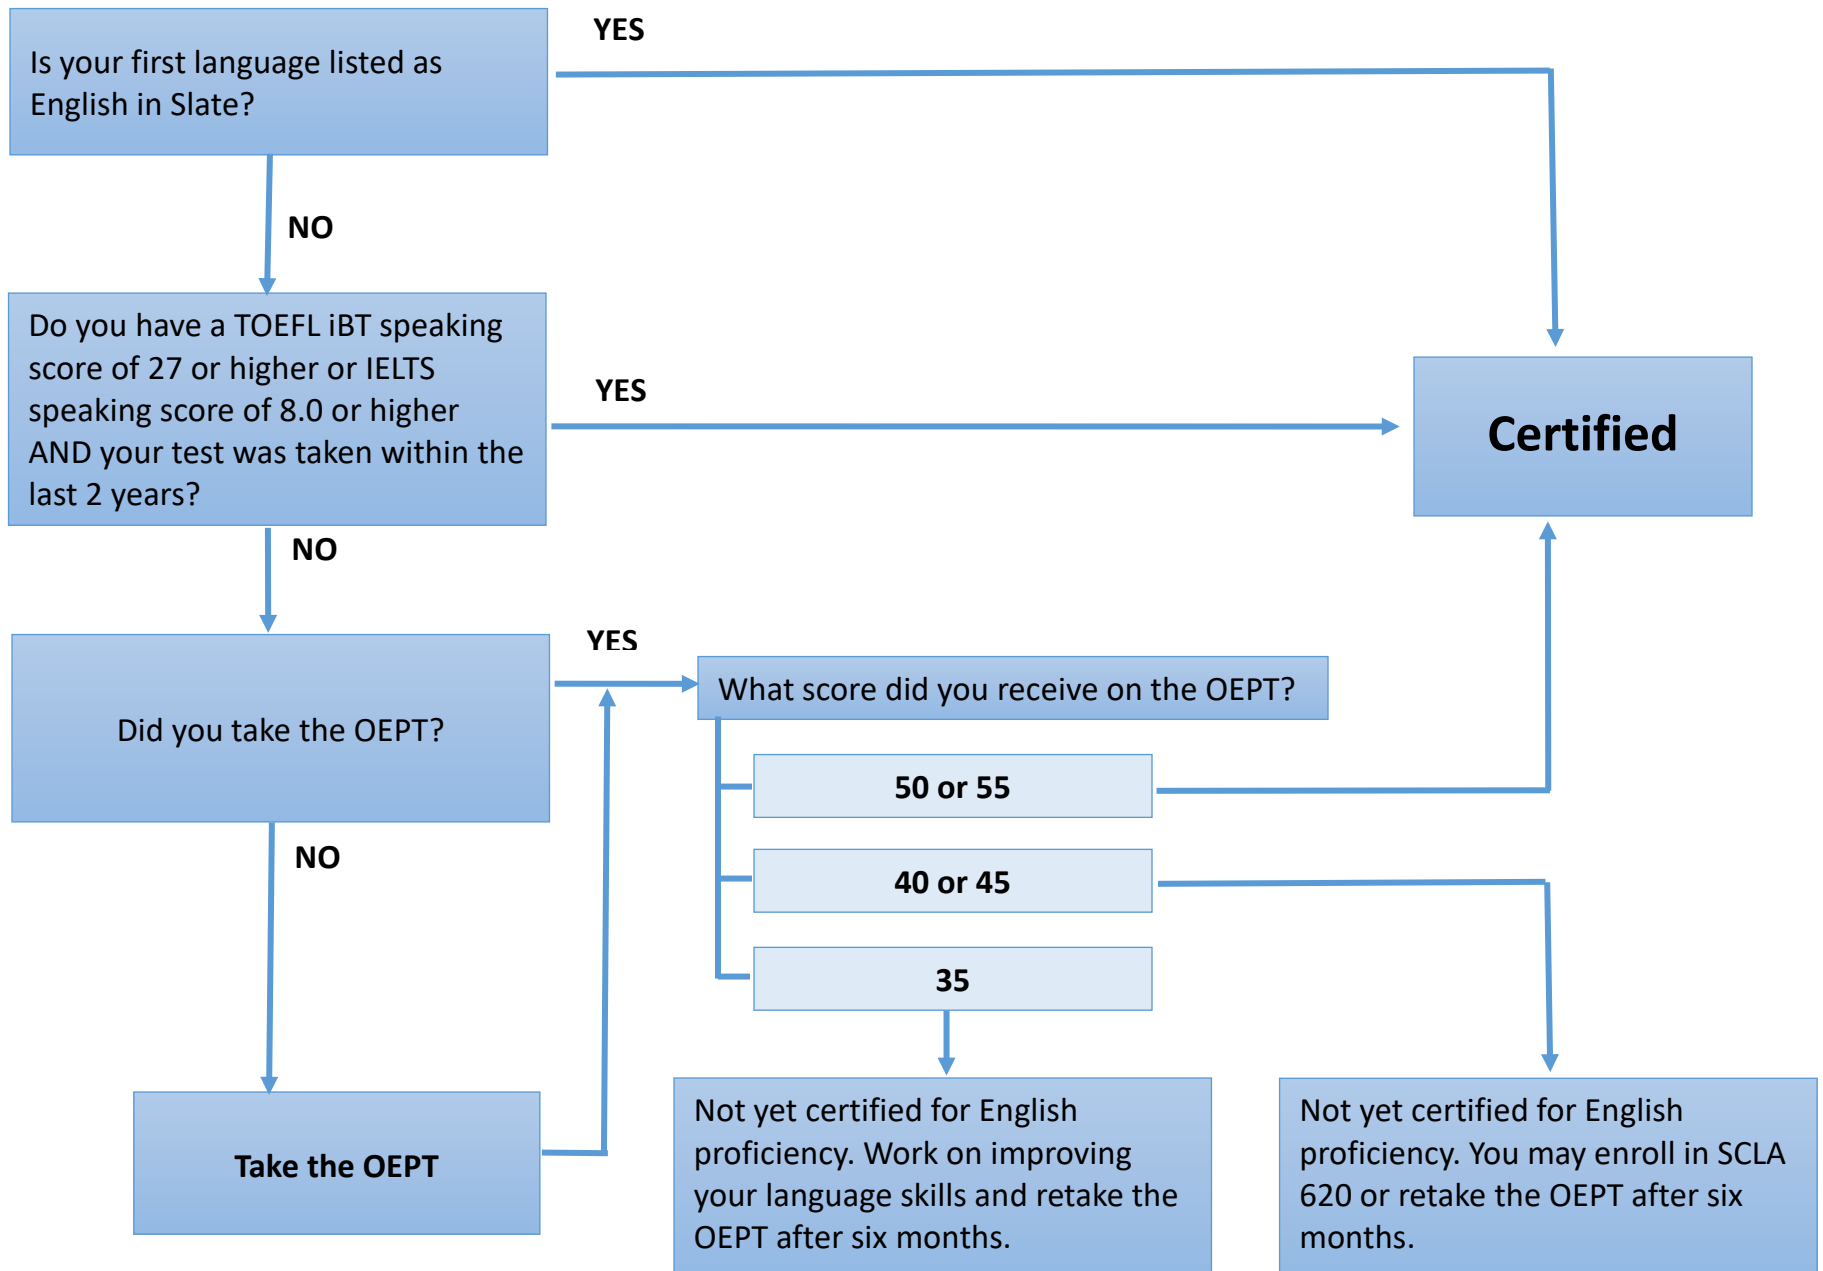 Is your first language listed as
English in Slate?
YES
NO
Do you have a TOEFL iBT speaking
score of 27 or higher or IELTS
speaking score of 8.0 or higher
AND your test was taken within the
last 2 years?
YES
Certified
NO
Did you take the OEPT?
YES
What score did you receive on the OEPT?
50 or 55
40 or 45
35
NO
Take the OEPT
Not yet certified for English
proficiency. Work on improving
your language skills and retake the
OEPT after six months.
Not yet certified for English
proficiency. You may enroll in SCLA
620 or retake the OEPT after six
months.